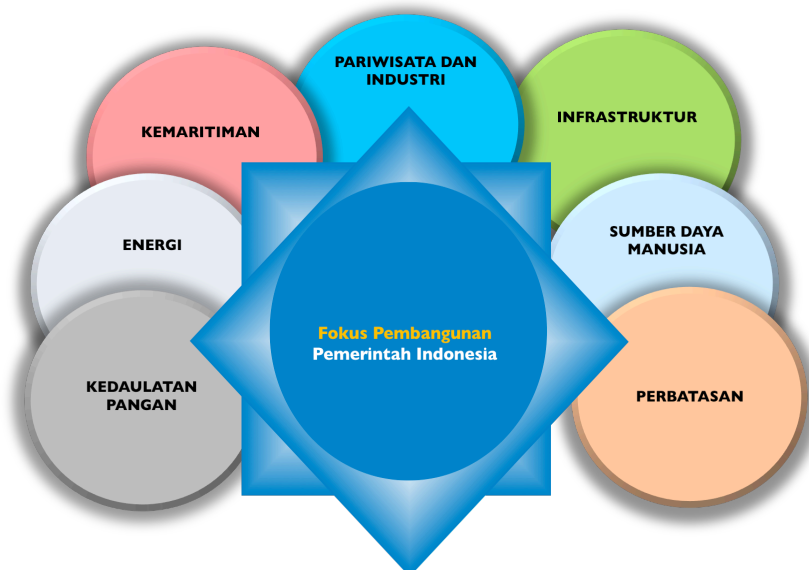 PARIWISATA DAN
INDUSTRI
KEMARITIMAN
INFRASTRUKTUR
ENERGI
SUMBER DAYA
MANUSIA
Fokus Pembangunan
Pemerintah Indonesia
KEDAULATAN
PANGAN
PERBATASAN